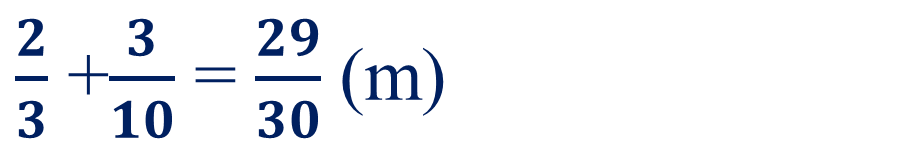 2/3 + 3/10 = 29/30 (m)